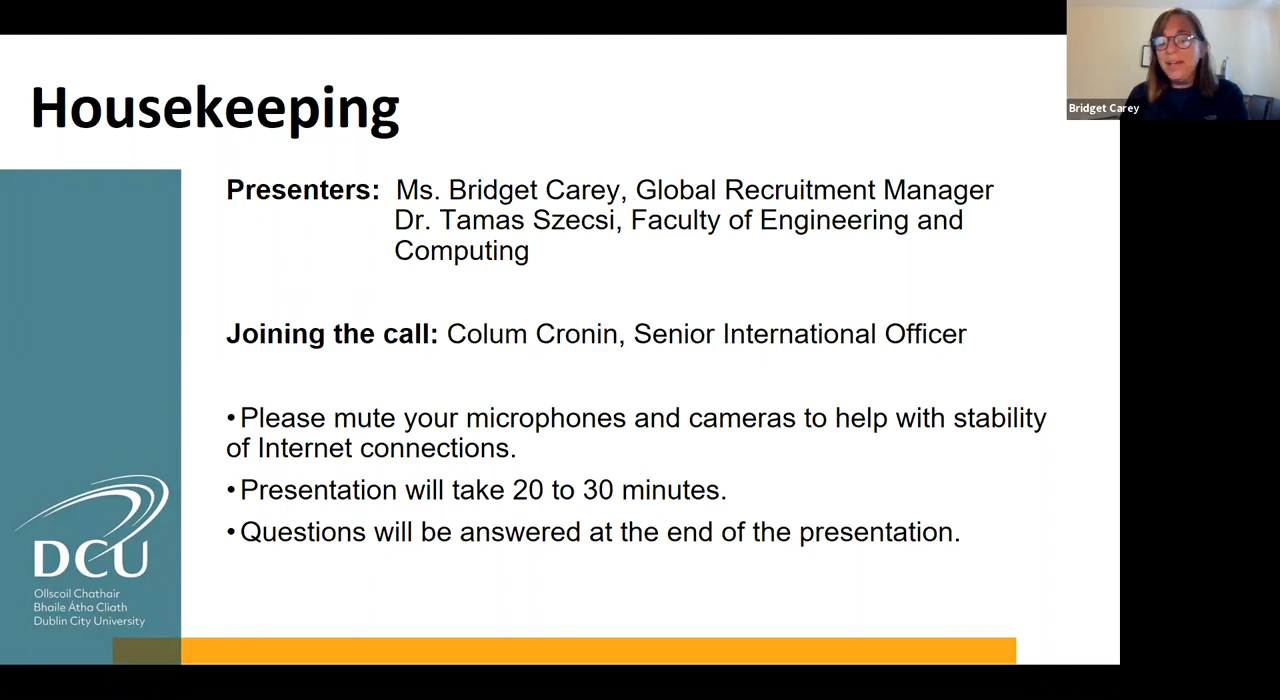 Housekeeping
Bridget Carey
Presenters: Ms. Bridget Carey, Global Recruitment Manager
Dr. Tamas Szecsi, Faculty of Engineering and
Computing
Joining the call: Colum Cronin, Senior International Officer
•Please mute your microphones and cameras to help with stability
of Internet connections.
•Presentation will take 20 to 30 minutes.
•Questions will be answered at the end of the presentation.
DCU
Ollscoil Chathair
Bhaile Átha Cliath
Dublin City University